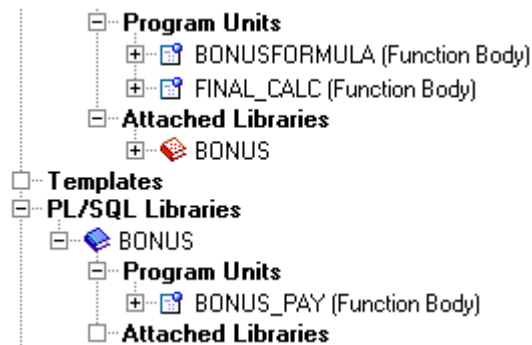 Program Units
BONUSFORMULA (Function Body)
FINAL_CALC (Function Body)
Attached Libraries
BONUS
Templates
PL/SQL Libraries
BONUS
Program Units
BONUS_PAY (Function Body)
Attached Libraries